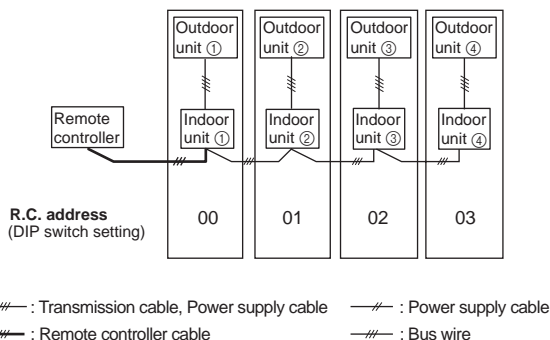 Outdoor unit ①
Outdoor unit ②
Outdoor unit ③
Outdoor unit ④
Remote controller
Indoor unit ①
Indoor unit ②
Indoor unit ③
Indoor unit ④
R.C. address
(DIP switch setting)
00
01
02
03
: Transmission cable, Power supply cable
: Power supply cable
: Remote controller cable
: Bus wire